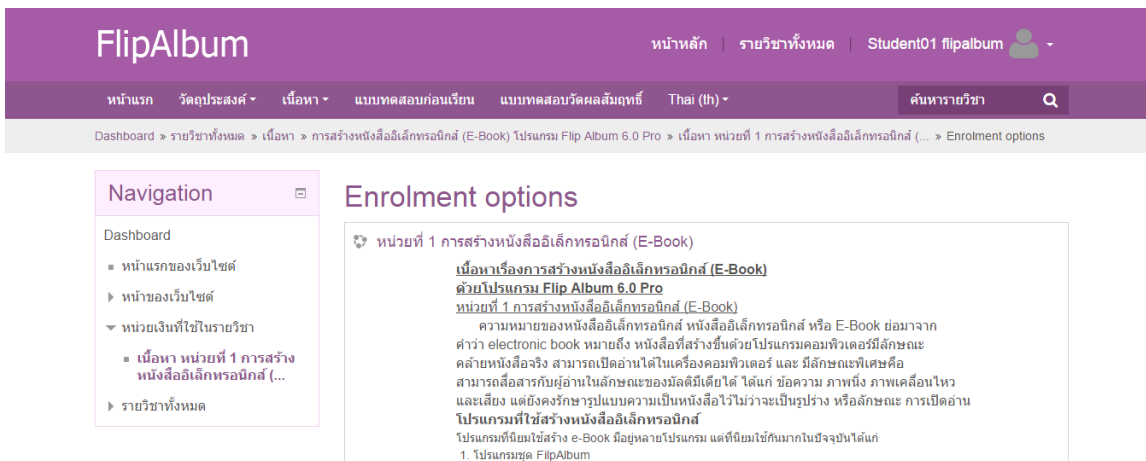 FlipAlbum
หน้าหลัก รายวิชาทั้งหมด Student01 flipalbum
หน้าแรก วัตถุประสงค์ เนื้อหา แบบทดสอบก่อนเรียน แบบทดสอบวัดผลสัมฤทธิ์ Thai (th) ค้นหารายวิชา
Dashboard » รายวิชาทั้งหมด » เนื้อหา » การสร้างหนังสืออิเล็กทรอนิกส์ (E-Book) โปรแกรม Flip Album 6.0 Pro » เนื้อหา หน่วยที่ 1 การสร้างหนังสืออิเล็กทรอนิกส์ (... » Enrolment options
Navigation
Dashboard
หน้าแรกของเว็บไซต์
หน้าของเว็บไซต์
หน่วยเงินที่ใช้ในรายวิชา
เนื้อหา หน่วยที่ 1 การสร้าง
หนังสืออิเล็กทรอนิกส์ (...
รายวิชาทั้งหมด
Enrolment options
หน่วยที่ 1 การสร้างหนังสืออิเล็กทรอนิกส์ (E-Book)
เนื้อหาเรื่องการสร้างหนังสืออิเล็กทรอนิกส์ (E-Book)
ด้วยโปรแกรม Flip Album 6.0 Pro
หน่วยที่ 1 การสร้างหนังสืออิเล็กทรอนิกส์ (E-Book)
ความหมายของหนังสืออิเล็กทรอนิกส์ หนังสืออิเล็กทรอนิกส์ หรือ E-Book ย่อมาจาก
คำว่า electronic book หมายถึง หนังสือที่สร้างขึ้นด้วยโปรแกรมคอมพิวเตอร์มีลักษณะ
คล้ายหนังสือจริง สามารถเปิดอ่านได้ในเครื่องคอมพิวเตอร์ และ มีลักษณะพิเศษคือ
สามารถสื่อสารกับผู้อ่านในลักษณะของมัลติมีเดียได้ ได้แก่ ข้อความ ภาพนิ่ง ภาพเคลื่อนไหว
และเสียง แต่ยังคงรักษารูปแบบความเป็นหนังสือไว้ไม่ว่าจะเป็นรูปร่าง หรือลักษณะ การเปิดอ่าน
โปรแกรมที่ใช้สร้างหนังสืออิเล็กทรอนิกส์
โปรแกรมที่นิยมใช้สร้าง e-Book มีอยู่หลายโปรแกรม แต่ที่นิยมใช้กันมากในปัจจุบันได้แก่
1. โปรแกรมชุด FilpAlbum